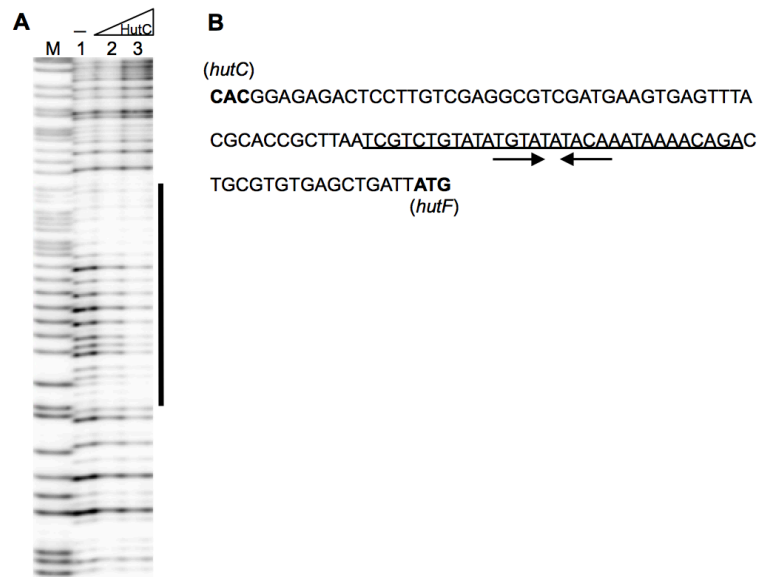 A
HutC
M 1 2 3
B
(hutC)
CACGGAGAGACTCCTTGTCGAGGCGTCGATGAAGTGAGTTTA
CGCACCGCTTAATCGTCTGTATATGTATATACAAATAAAACAGAC
TGCGTGTGAGCTGATTATG
(hutF)